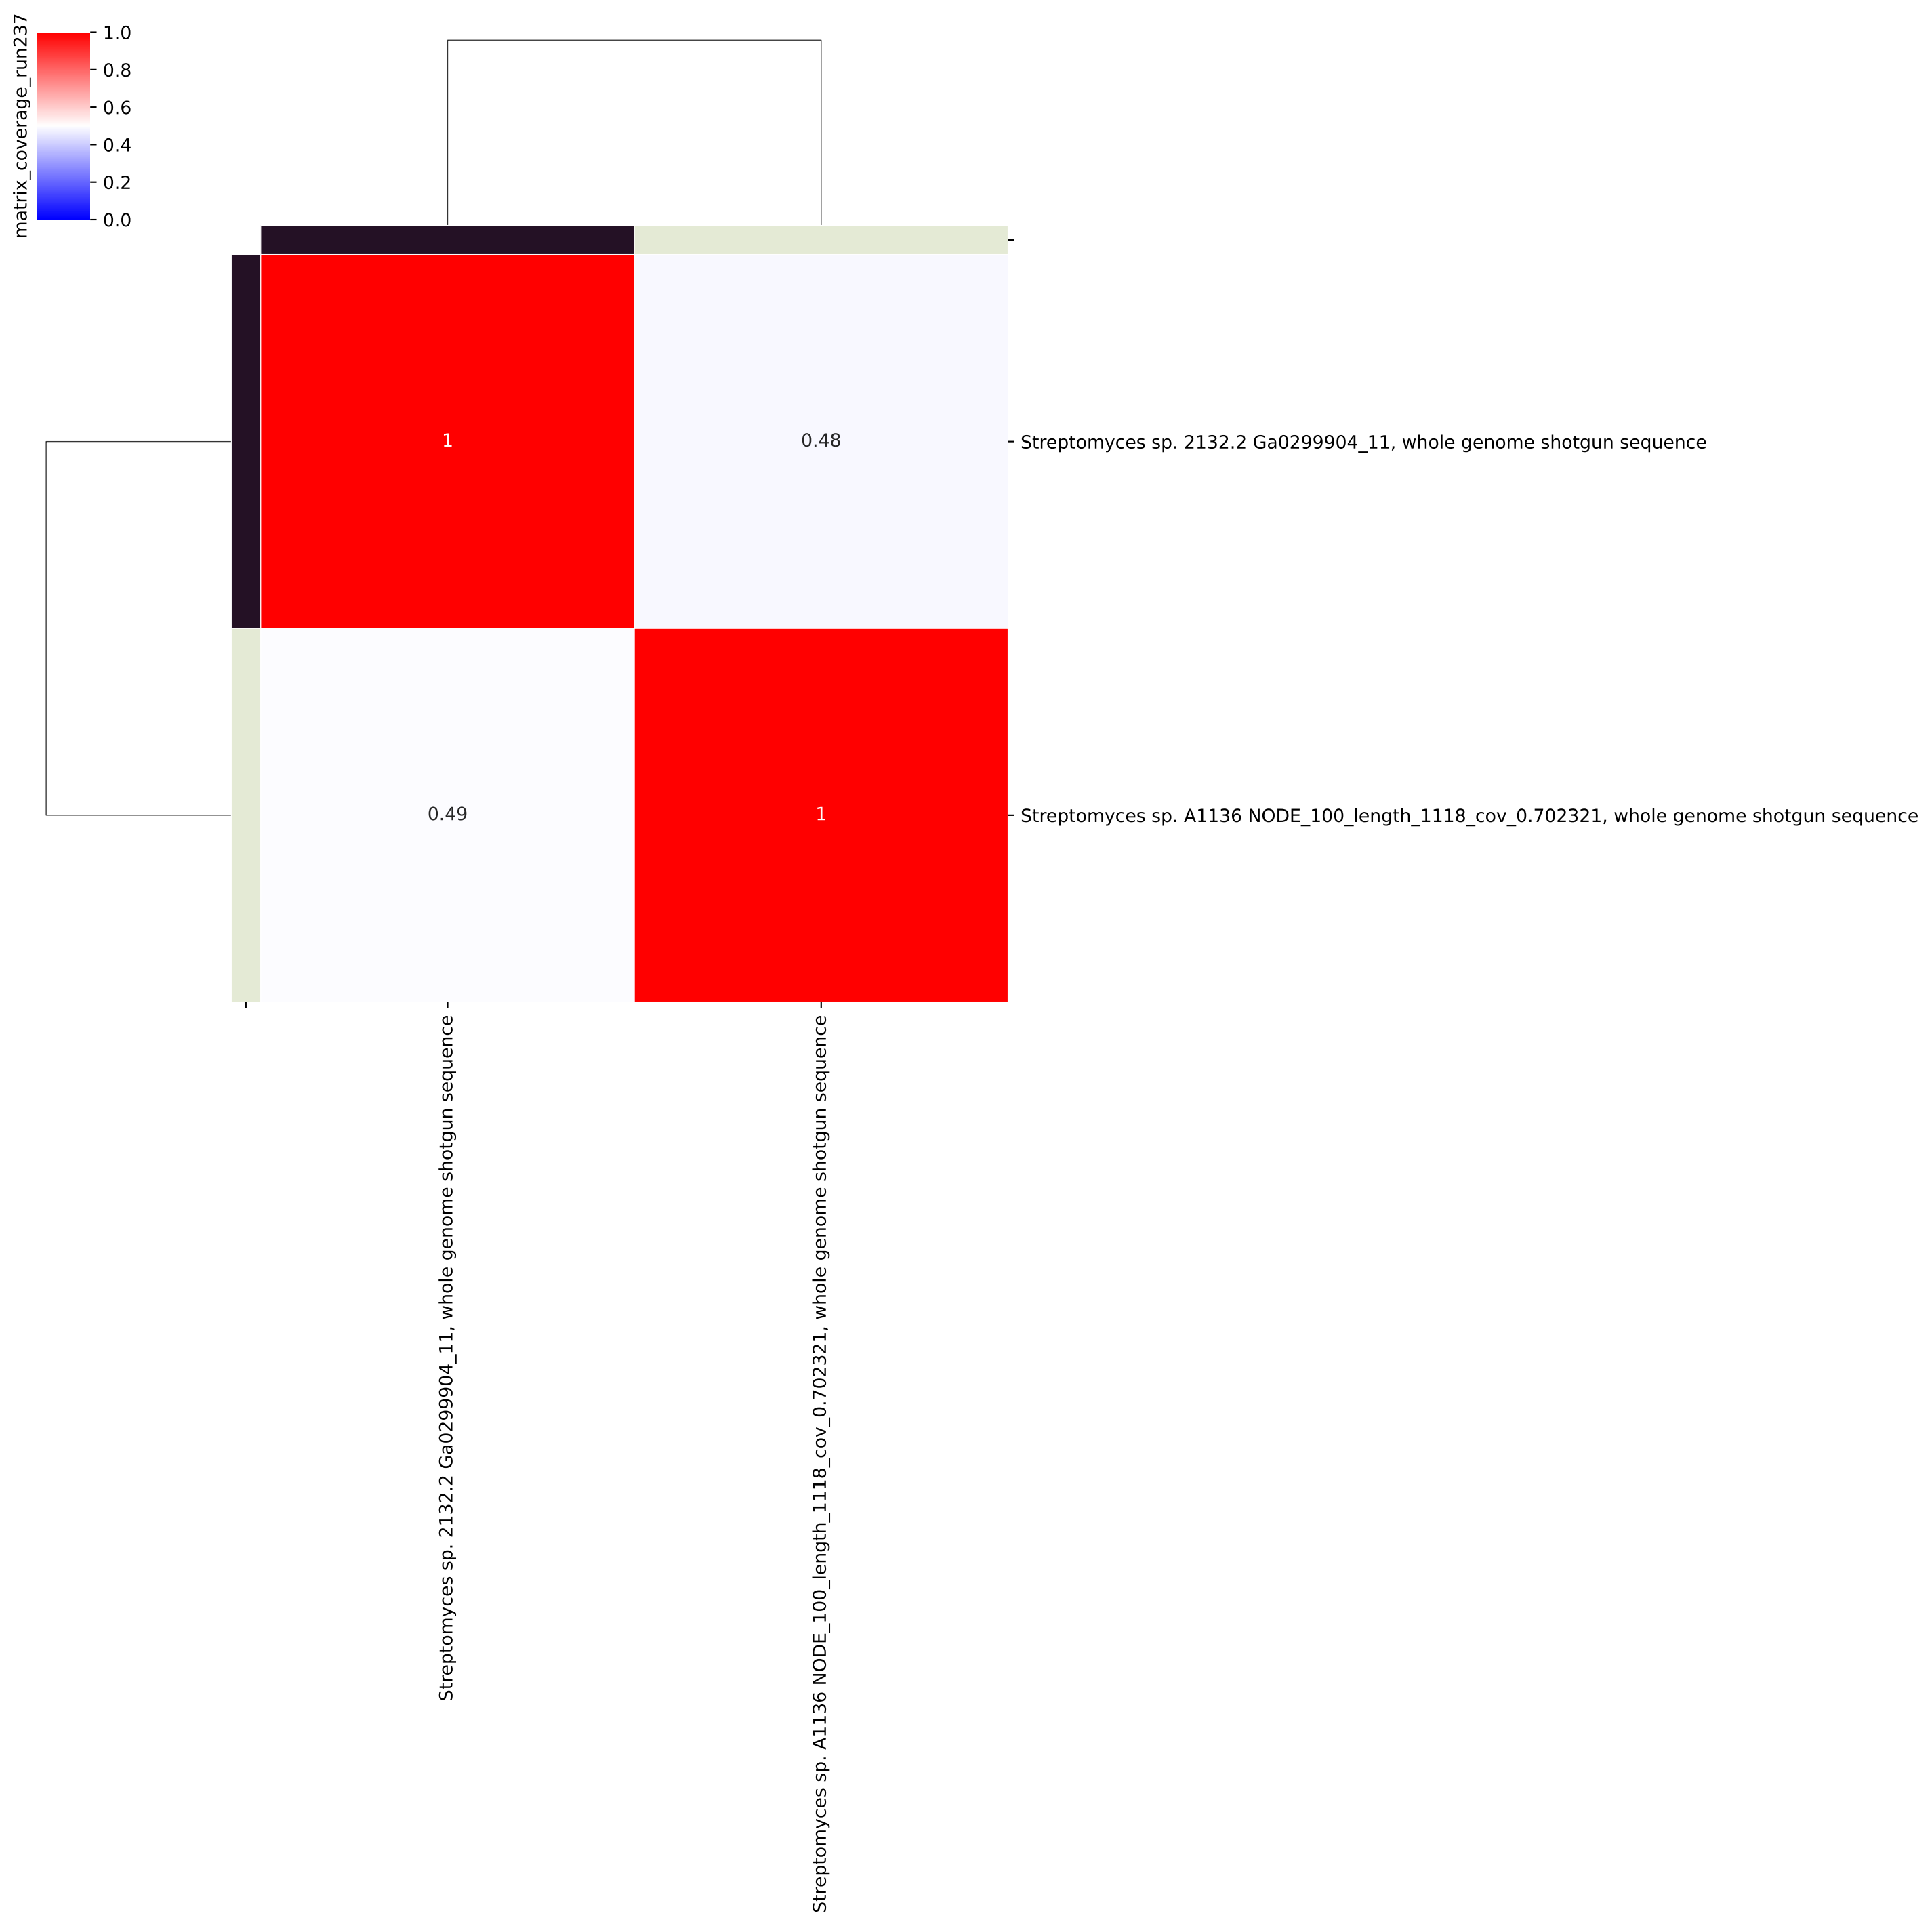 matrix_coverage_run237
1.0
0.8
0.6
0.4
0.2
0.0
1
0.48
Streptomyces sp. 2132.2 Ga0299904_11, whole genome shotgun sequence
0.49
1
Streptomyces sp. A1136 NODE_100_length_1118_cov_0.702321, whole genome shotgun sequence
Streptomyces sp. 2132.2 Ga0299904_11, whole genome shotgun sequence
Streptomyces sp. A1136 NODE_100_length_1118_cov_0.702321, whole genome shotgun sequence